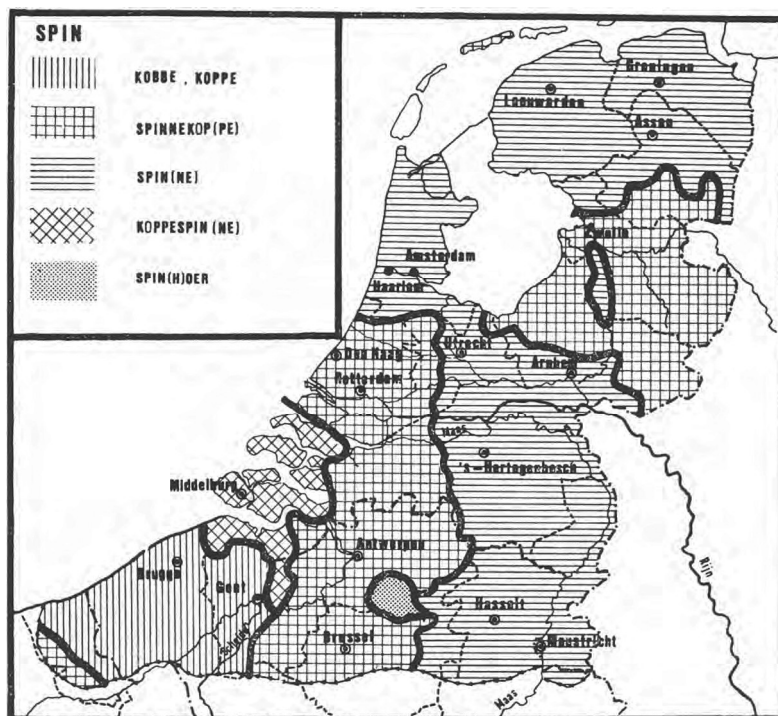 SPIN
KOBBE , KOPPE
SPINNEKOP(PE)
SPIN(NE)
KOPPESPIN (NE)
SPIN(H)OER
Groningen
Leeuwarden
Assen
Zwolle
Amsterdam
Haarlem
Utrecht
Den Haag
Arnhem
Rotterdam
Maas
's-Hertogenbosch
Middelburg
Antwerpen
Brugge
Rijn
Gent
Hasselt
Schelde
Brussel
Maastricht
Maas